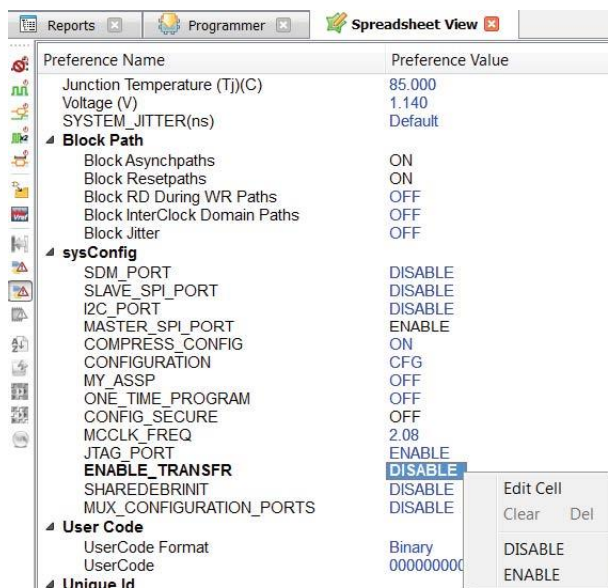 Reports Programmer Spreadsheet View
Preference Name Preference Value
Junction Temperature (Tj)(C) 85.000
Voltage (V) 1.140
SYSTEM_JITTER(ns) Default
Block Path
Block Asynchpaths ON
Block Resetpaths ON
Block RD During WR Paths OFF
Block InterClock Domain Paths OFF
Block Jitter OFF
sysConfig
SDM_PORT DISABLE
SLAVE_SPI_PORT DISABLE
I2C_PORT DISABLE
MASTER_SPI_PORT ENABLE
COMPRESS_CONFIG ON
CONFIGURATION CFG
MY_ASSP OFF
ONE_TIME_PROGRAM OFF
CONFIG_SECURE OFF
MCCLK_FREQ 2.08
JTAG_PORT ENABLE
ENABLE_TRANSFR DISABLE
SHAREDEBRINIT DISABLE Edit Cell
MUX_CONFIGURATION_PORTS DISABLE Clear Del
User Code
UserCode Format Binary DISABLE
UserCode 000000000 ENABLE
Unique Id